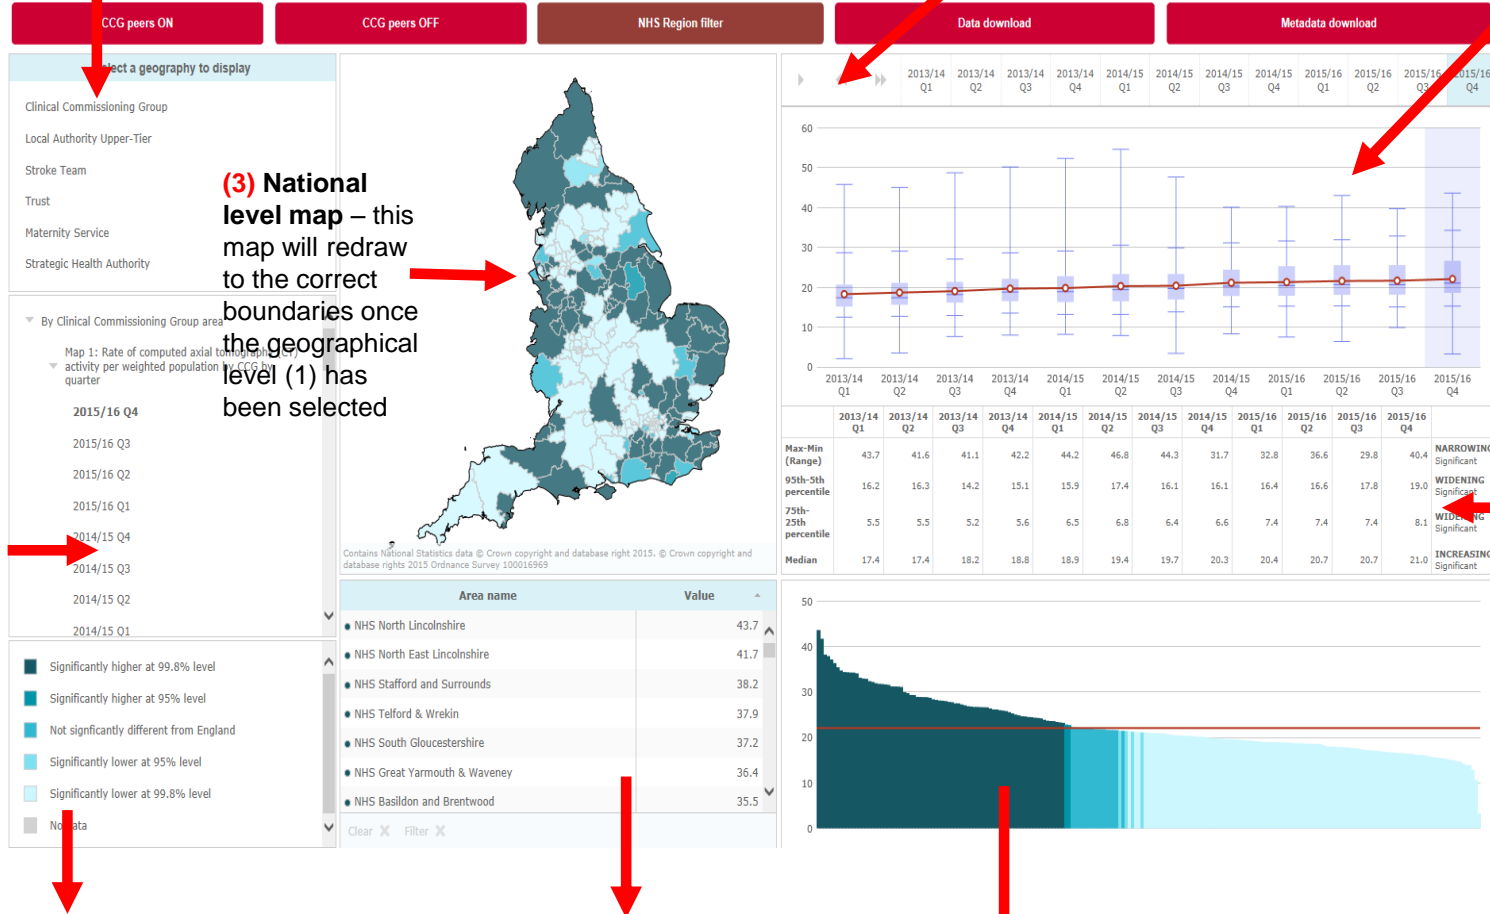 CCG peers ON
CCG peers OFF
NHS Region filter
Data download
Metadata download
lect a geography to display
Clinical Commissioning Group
Local Authority Upper-Tier
Stroke Team
Trust
Maternity Service
Strategic Health Authority
By Clinical Commissioning Group area
Map 1: Rate of computed axial tomography (CT)
activity per weighted population by CCG by
quarter
2015/16 Q4
2015/16 Q3
2015/16 Q2
2015/16 Q1
2014/15 Q4
2014/15 Q3
2014/15 Q2
2014/15 Q1
Significantly higher at 99.8% level
Significantly higher at 95% level
Not signficantly different from England
Significantly lower at 95% level
Significantly lower at 99.8% level
No data
(3) National
level map – this
map will redraw
to the correct
boundaries once
the geographical
level (1) has
been selected
Contains National Statistics data © Crown copyright and database right 2015. © Crown copyright and
database rights 2015 Ordnance Survey 100016969
Area name Value
NHS North Lincolnshire 43.7
NHS North East Lincolnshire 41.7
NHS Stafford and Surrounds 38.2
NHS Telford & Wrekin 37.9
NHS South Gloucestershire 37.2
NHS Great Yarmouth & Waveney 36.4
NHS Basildon and Brentwood 35.5
Clear Filter
2013/14 2013/14 2013/14 2013/14 2014/15 2014/15 2014/15 2014/15 2015/16 2015/16 2015/16 2015/16
Q1 Q2 Q3 Q4 Q1 Q2 Q3 Q4 Q1 Q2 Q3 Q4
60
50
40
30
20
10
0
2013/14 2013/14 2013/14 2013/14 2014/15 2014/15 2014/15 2014/15 2015/16 2015/16 2015/16 2015/16
Q1 Q2 Q3 Q4 Q1 Q2 Q3 Q4 Q1 Q2 Q3 Q4
2013/14 2013/14 2013/14 2013/14 2014/15 2014/15 2014/15 2014/15 2015/16 2015/16 2015/16 2015/16
Q1 Q2 Q3 Q4 Q1 Q2 Q3 Q4 Q1 Q2 Q3 Q4
Max-Min
(Range) 43.7 41.6 41.1 42.2 44.2 46.8 44.3 31.7 32.8 36.6 29.8 40.4 NARROWING
Significant
95th-5th
percentile 16.2 16.3 14.2 15.1 15.9 17.4 16.1 16.1 16.4 16.6 17.8 19.0 WIDENING
Significant
75th-
25th
percentile 5.5 5.5 5.2 5.6 6.5 6.8 6.4 6.6 7.4 7.4 7.4 8.1 WIDENING
Significant
Median 17.4 17.4 18.2 18.8 18.9 19.4 19.7 20.3 20.4 20.7 20.7 21.0 INCREASING
Significant
50
40
30
20
10
0